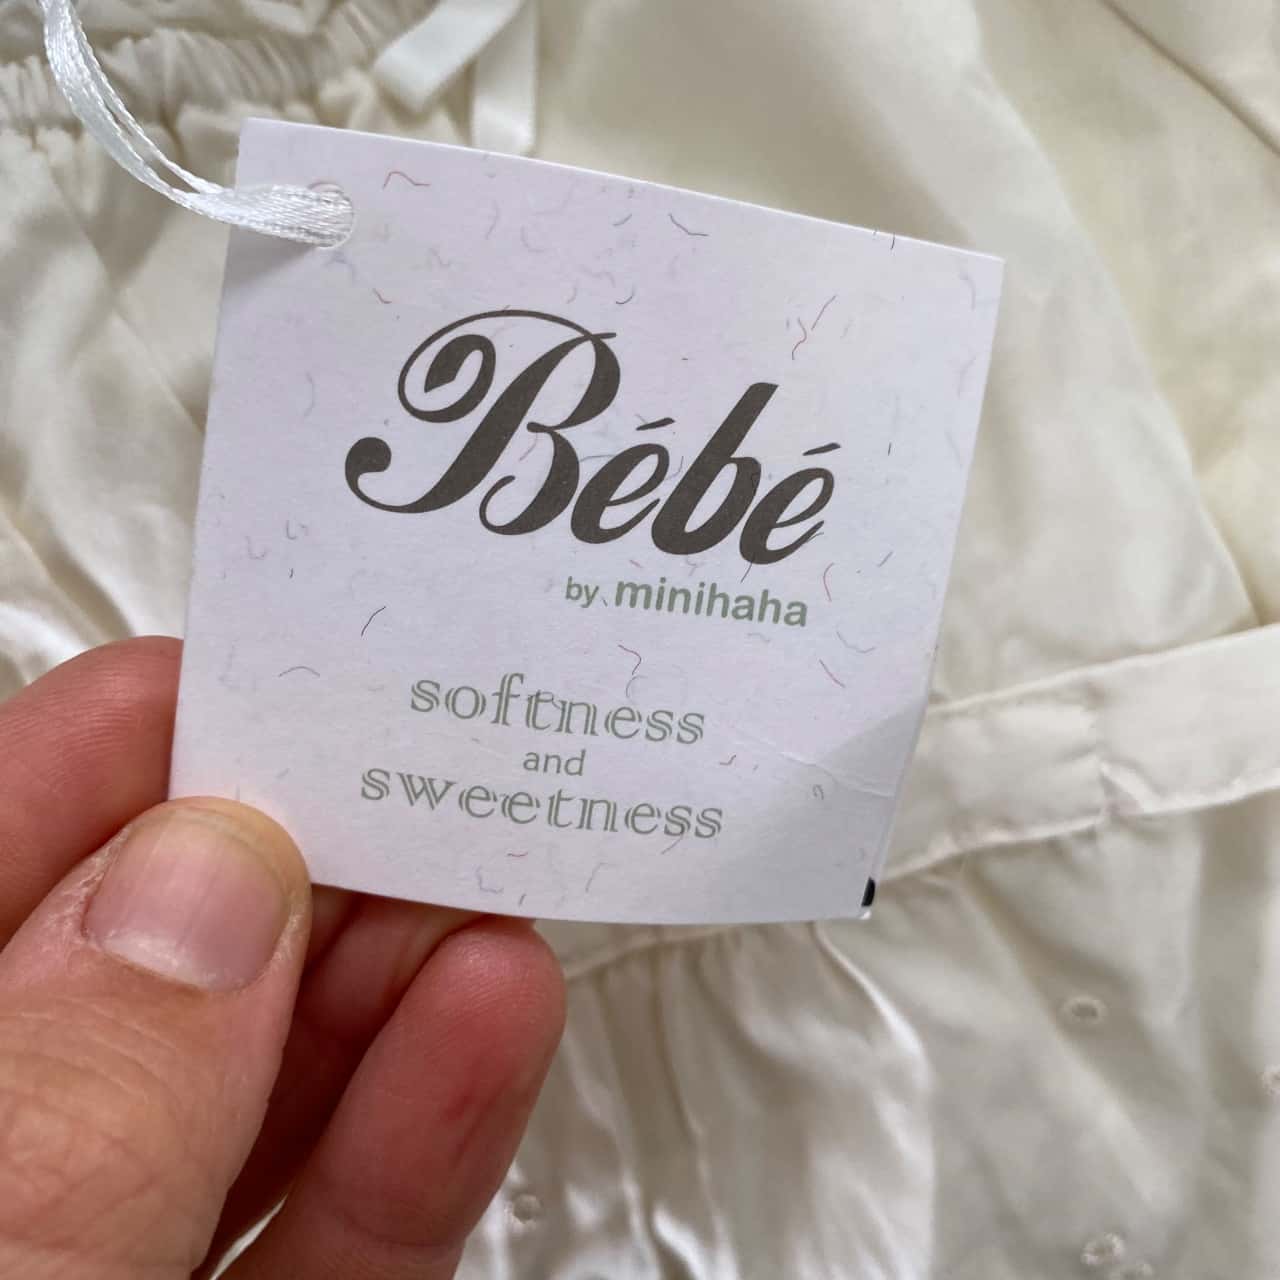 Bébé
by minihaha
softness
and
sweetness